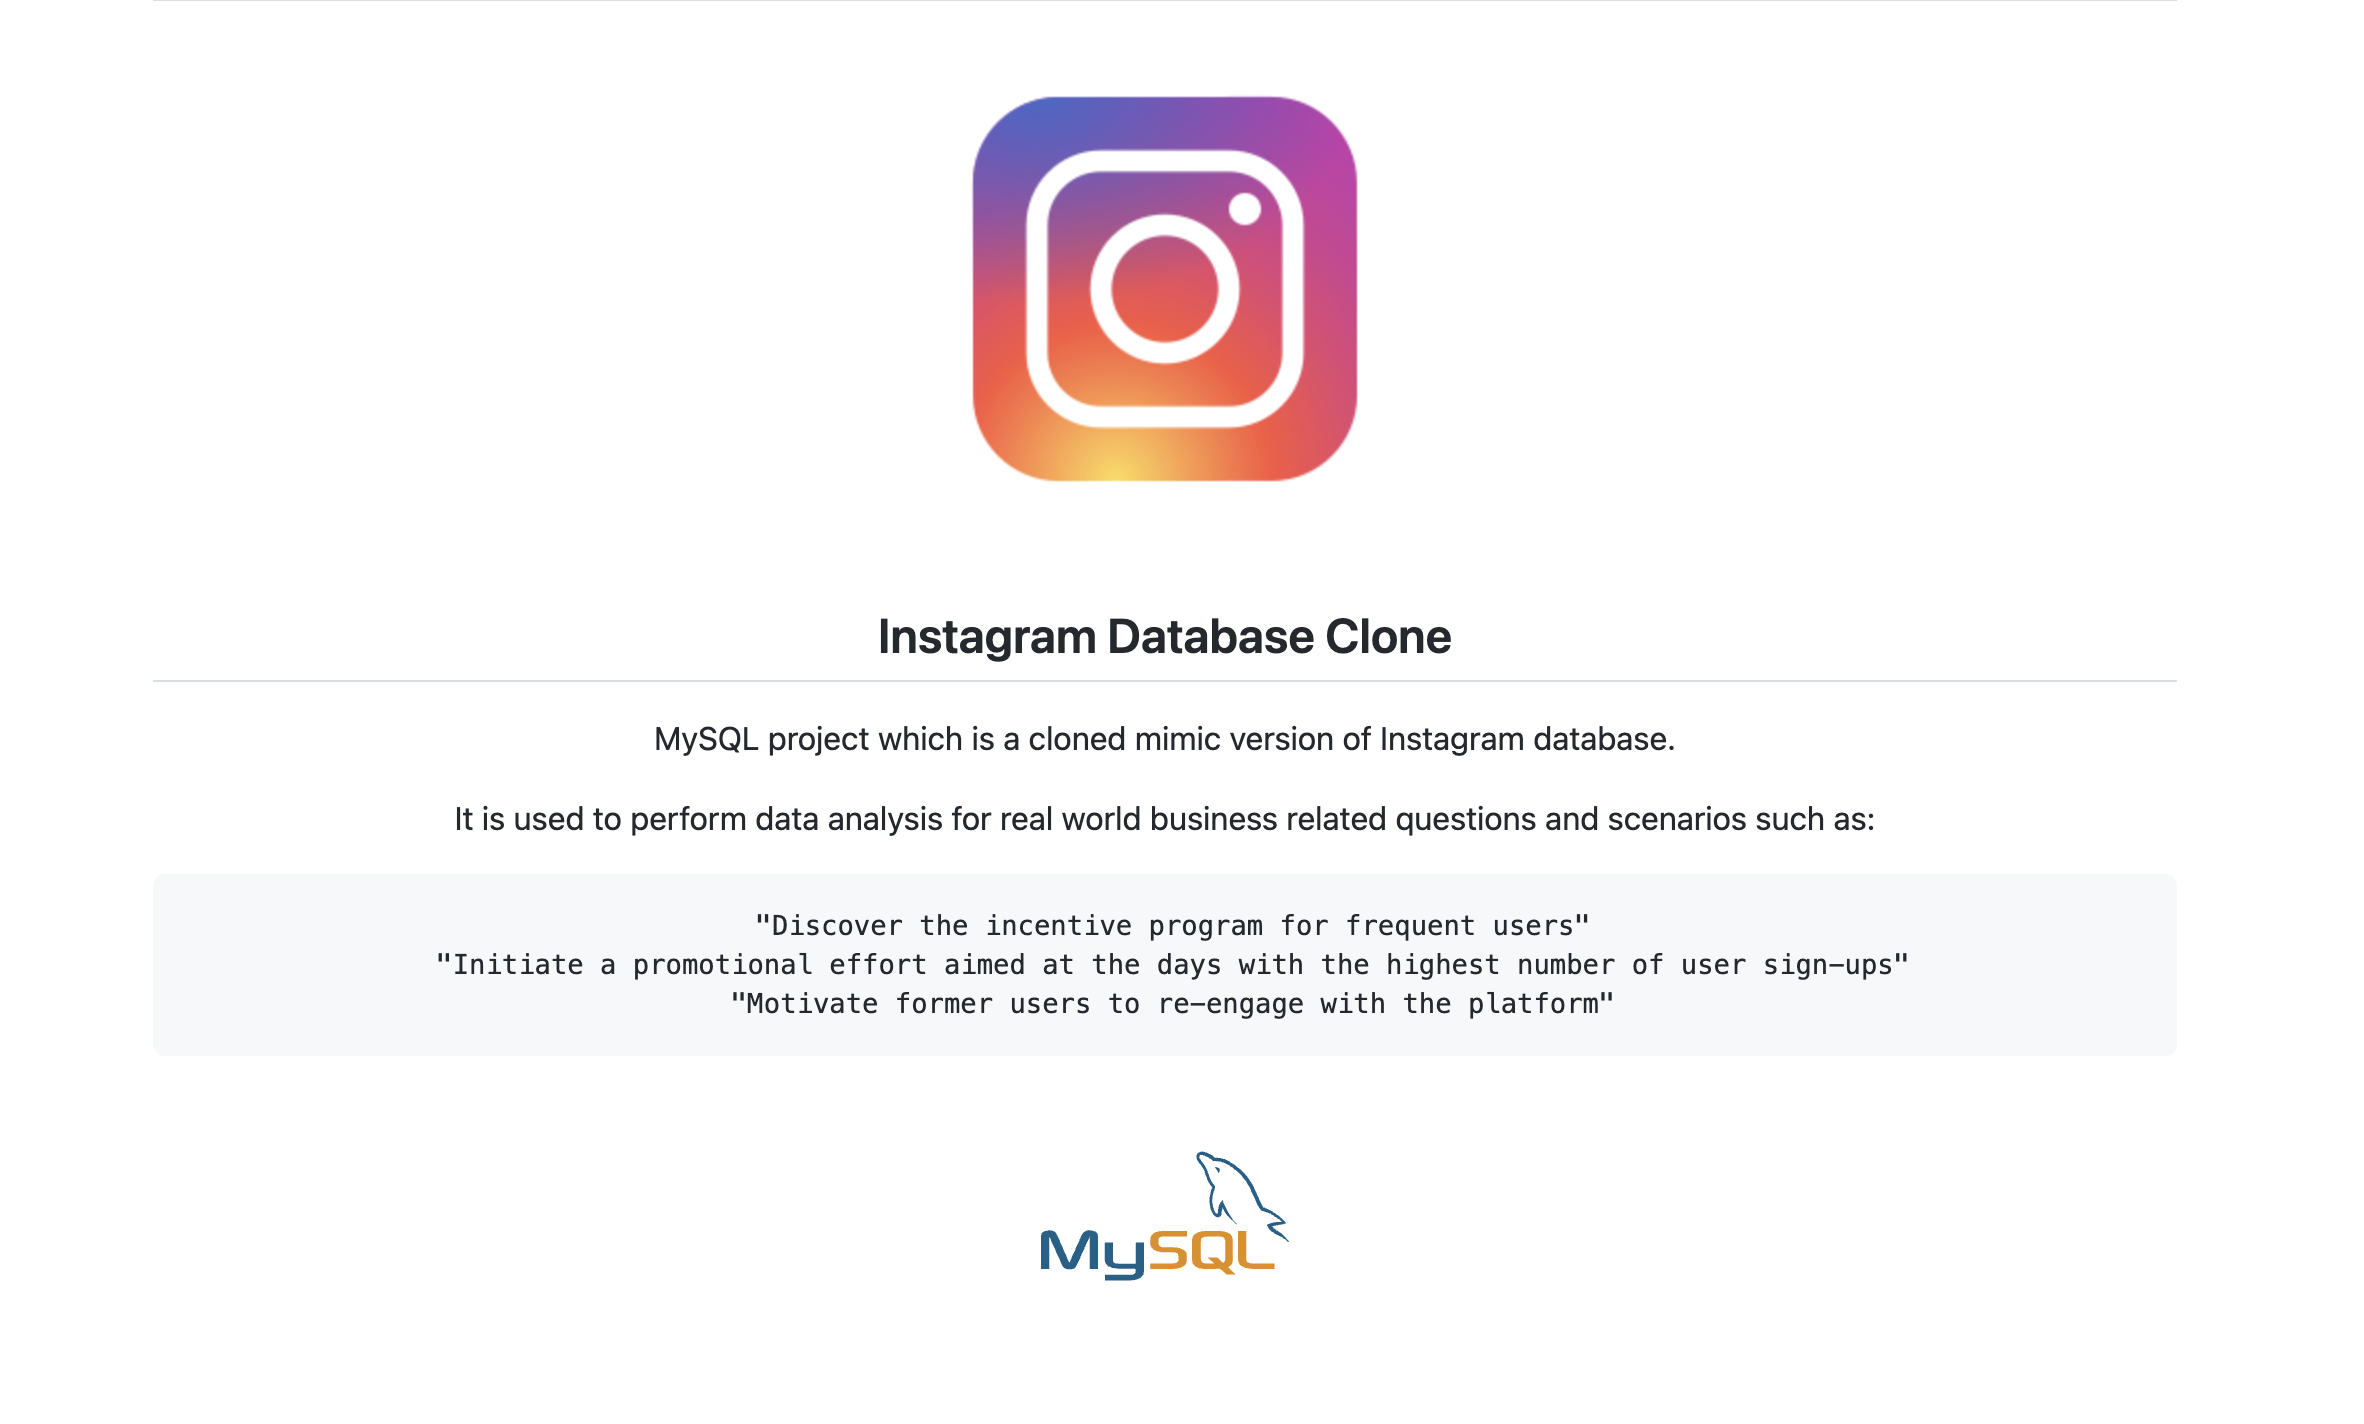 Instagram Database Clone
MySQL project which is a cloned mimic version of Instagram database.
It is used to perform data analysis for real world business related questions and scenarios such as:
"Discover the incentive program for frequent users"
"Initiate a promotional effort aimed at the days with the highest number of user sign-ups"
"Motivate former users to re-engage with the platform"
MySQL